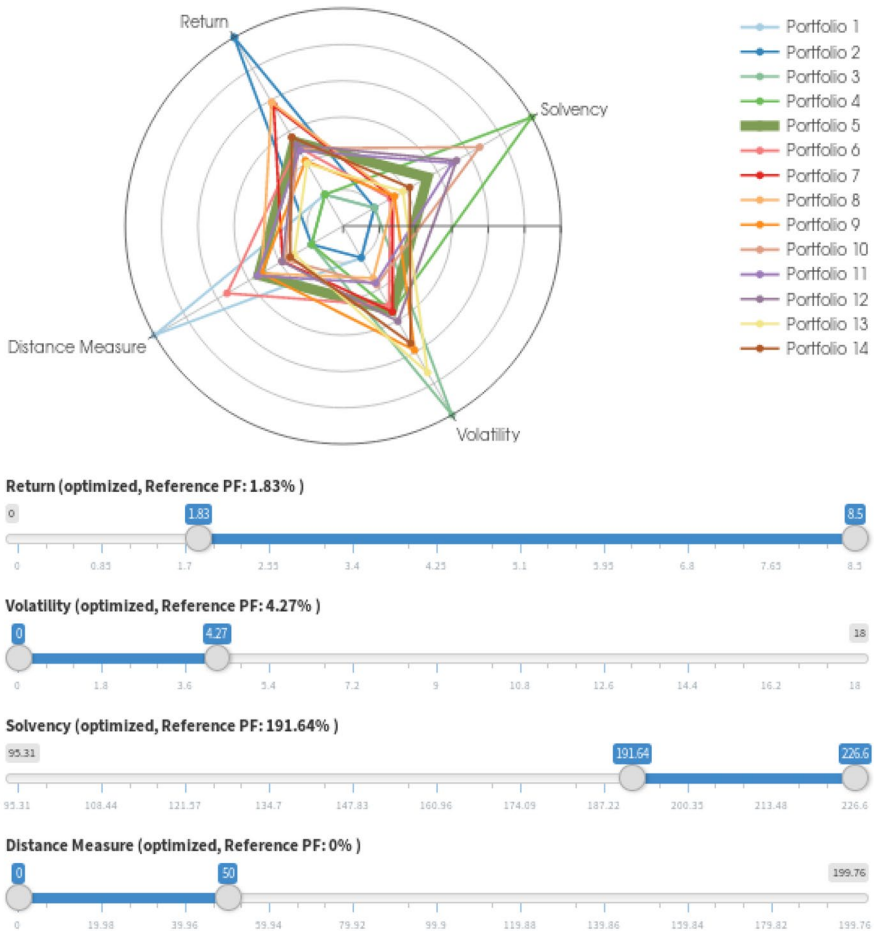 Return
Solvency
Distance Measure
Volatility
Portfolio 1
Portfolio 2
Portfolio 3
Portfolio 4
Portfolio 5
Portfolio 6
Portfolio 7
Portfolio 8
Portfolio 9
Portfolio 10
Portfolio 11
Portfolio 12
Portfolio 13
Portfolio 14
Return (optimized, Reference PF: 1.83% )
0 1.83 8.5
0 0.85 1.7 2.55 3.4 4.25 5.1 5.95 6.8 7.65 8.5
Volatility (optimized, Reference PF: 4.27% )
0 4.27 18
0 1.8 3.6 5.4 7.2 9 10.8 12.6 14.4 16.2 18
Solvency (optimized, Reference PF: 191.64% )
95.31 191.64 226.6
95.31 108.44 121.57 134.7 147.83 160.96 174.09 187.22 200.35 213.48 226.6
Distance Measure (optimized, Reference PF: 0% )
0 50 199.76
0 19.98 39.96 59.94 79.92 99.9 119.88 139.86 159.84 179.82 199.76